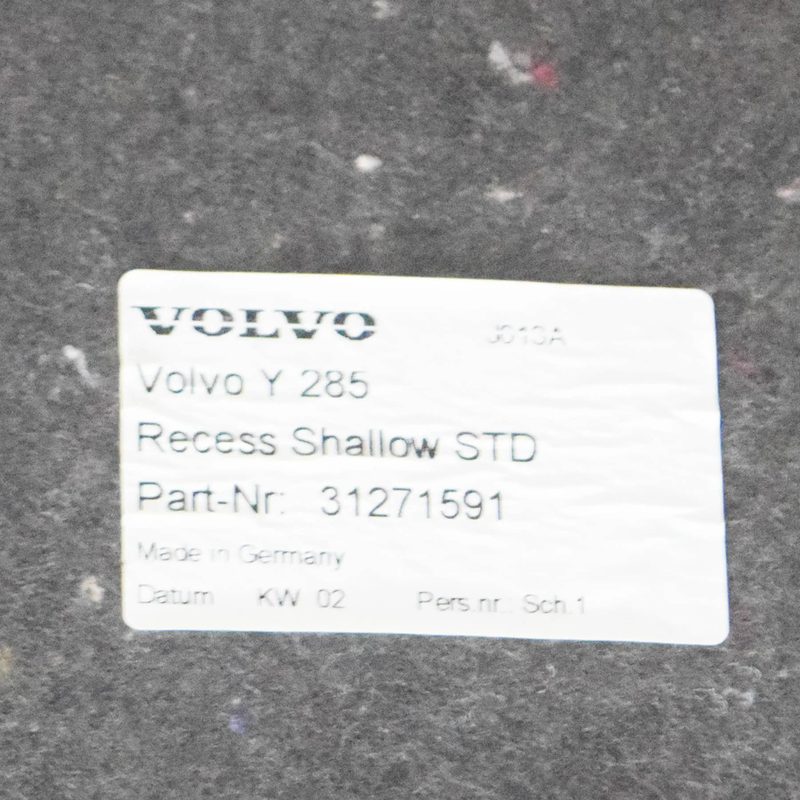 VOLVO
Volvo Y 285
Recess Shallow STD
Part-Nr: 31271591
Made in Germany
Datum KW 02 Pers.nr.: Sch.1